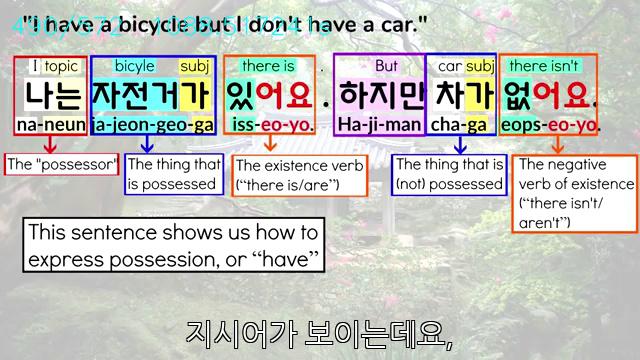 "I have a bicycle but I don't have a car."
I topic bicyle subj there is . But car subj there isn't
나는 자전거가 있어요. 하지만 차가 없어요.
na-neun ja-jeon-geo-ga iss-eo-yo. Ha-ji-man cha-ga eops-eo-yo.
The "possessor"
The thing that
is possessed
The existence verb
("there is/are")
The thing that is
(not) possessed
The negative
verb of existence
("there isn't/
aren't")
This sentence shows us how to
express possession, or "have"
지시어가 보이는데요,